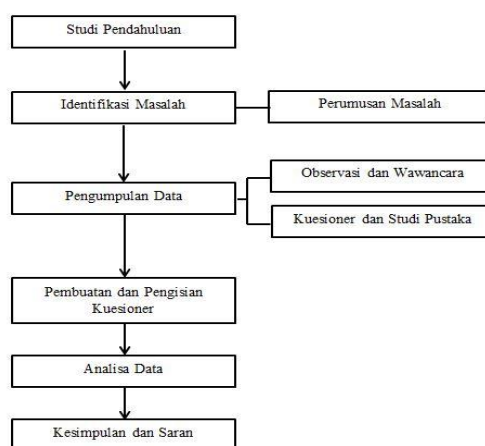 Studi Pendahuluan
Identifikasi Masalah
Perumusan Masalah
Pengumpulan Data
Observasi dan Wawancara
Kuesioner dan Studi Pustaka
Pembuatan dan Pengisian
Kuesioner
Analisa Data
Kesimpulan dan Saran